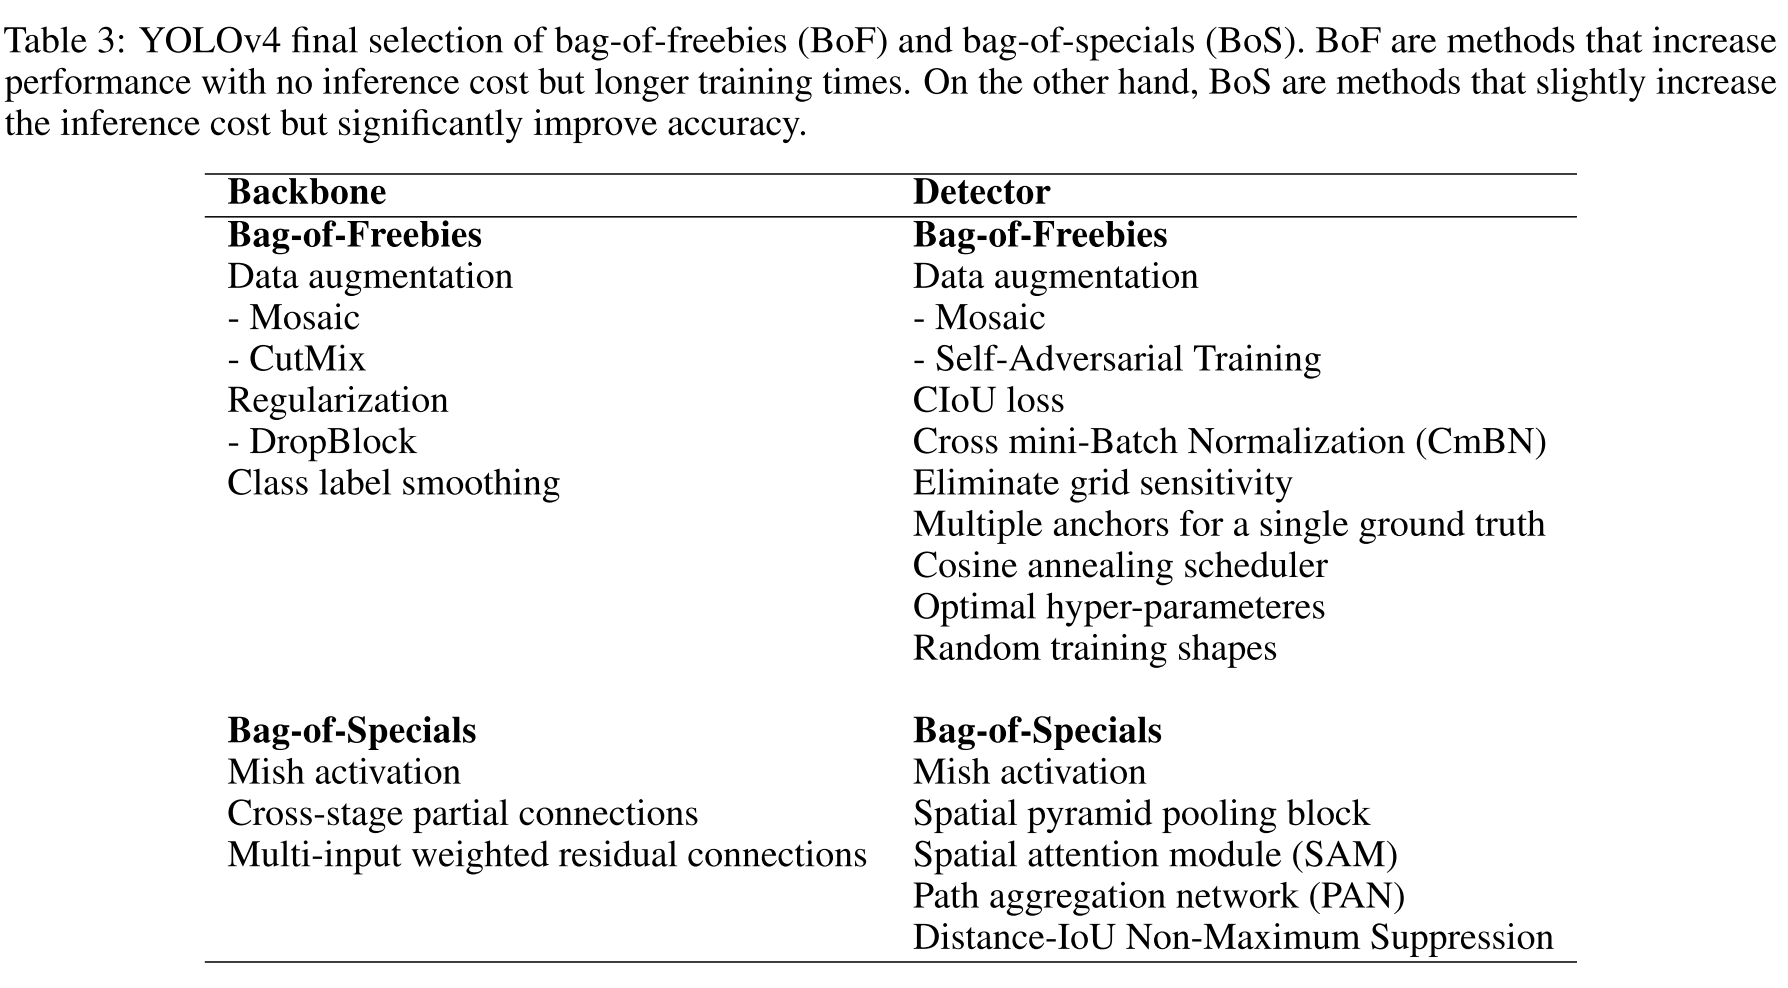 Table 3: YOLOv4 final selection of bag-of-freebies (BoF) and bag-of-specials (BoS). BoF are methods that increase
performance with no inference cost but longer training times. On the other hand, BoS are methods that slightly increase
the inference cost but significantly improve accuracy.
Backbone Detector
Bag-of-Freebies Bag-of-Freebies
Data augmentation Data augmentation
- Mosaic - Mosaic
- CutMix - Self-Adversarial Training
Regularization CIoU loss
- DropBlock Cross mini-Batch Normalization (CmBN)
Class label smoothing Eliminate grid sensitivity
Multiple anchors for a single ground truth
Cosine annealing scheduler
Optimal hyper-parameteres
Random training shapes
Bag-of-Specials Bag-of-Specials
Mish activation Mish activation
Cross-stage partial connections Spatial pyramid pooling block
Multi-input weighted residual connections Spatial attention module (SAM)
Path aggregation network (PAN)
Distance-IoU Non-Maximum Suppression